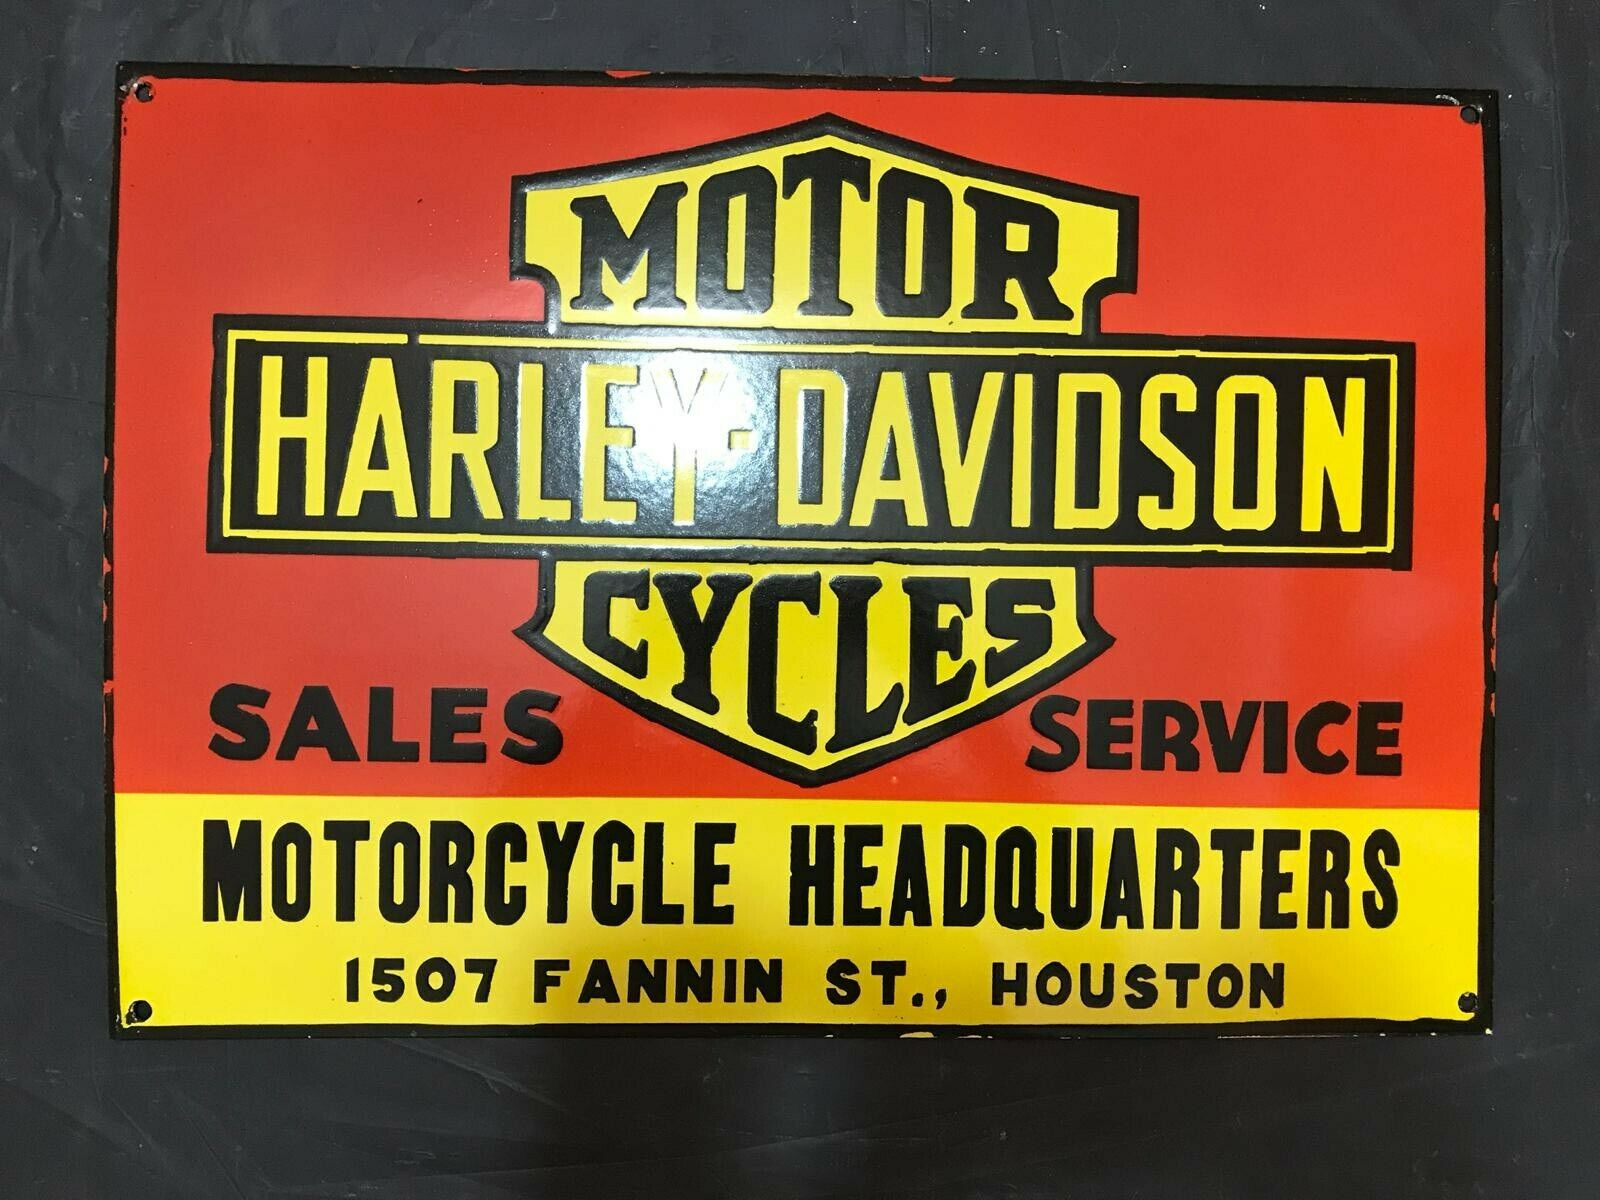 MOTOR
HARLEY-DAVIDSON
CYCLES
SALES SERVICE
MOTORCYCLE HEADQUARTERS
1507 FANNIN ST., HOUSTON